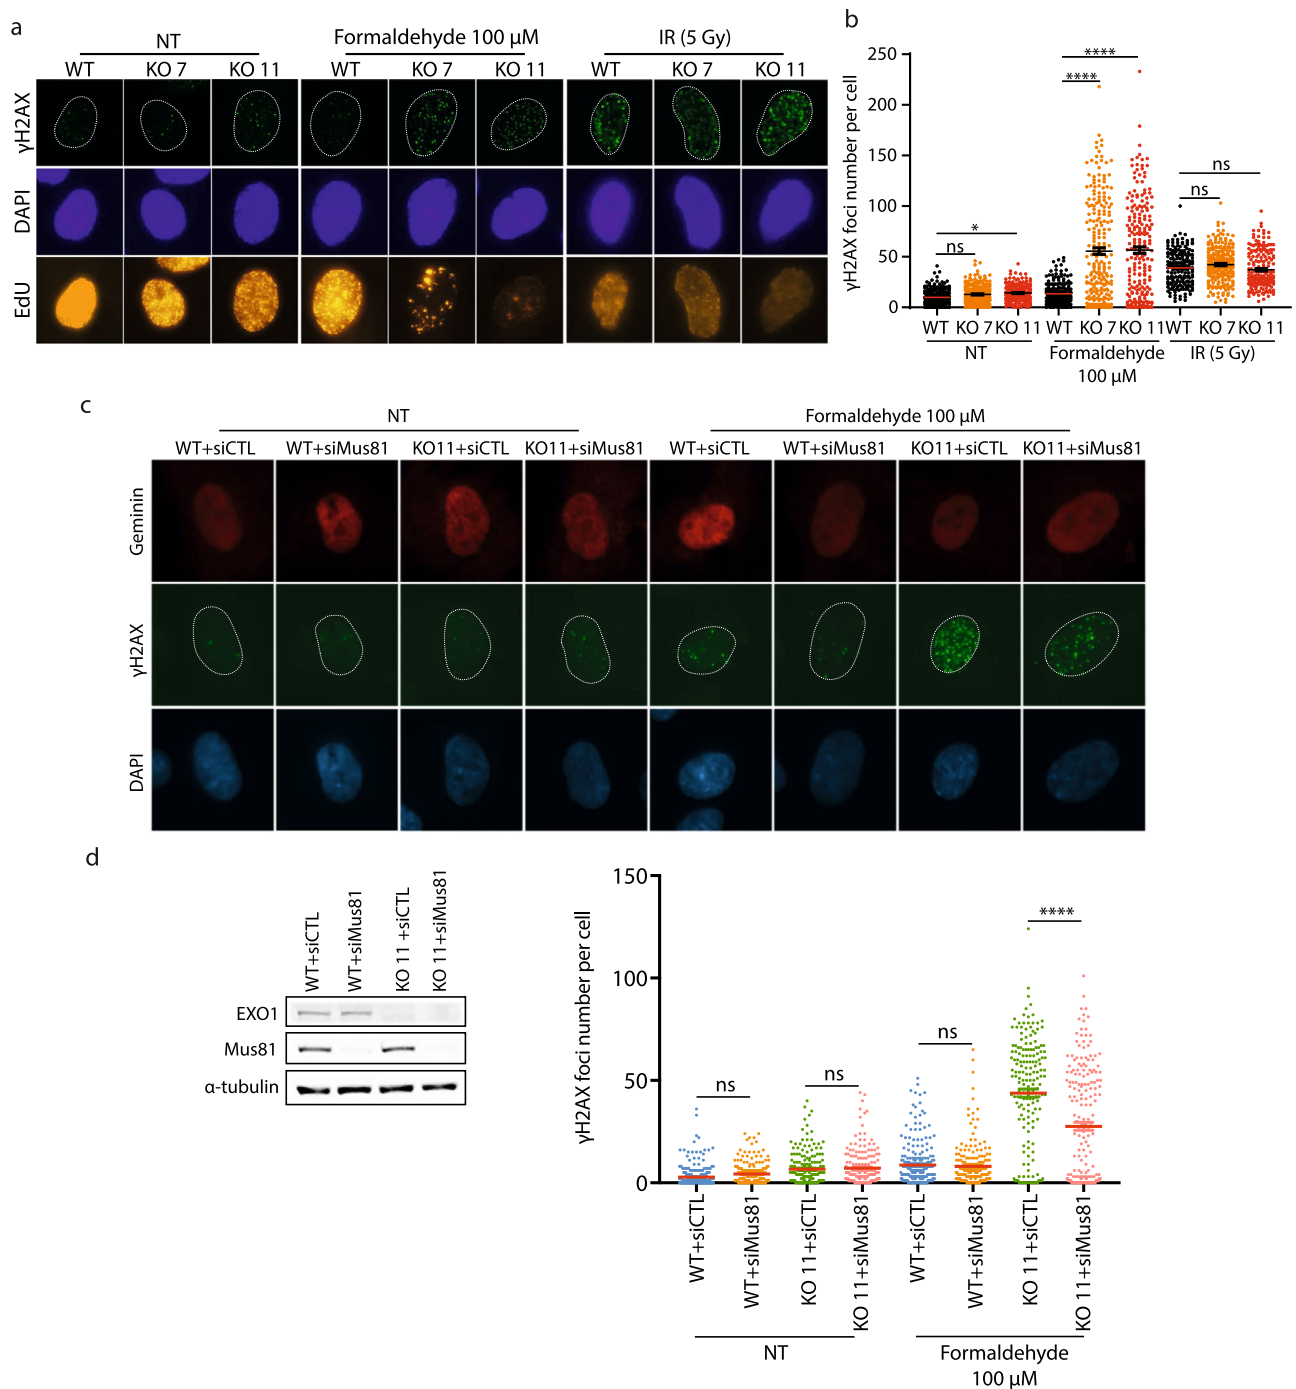 a
NT
Formaldehyde 100 μM
IR (5 Gy)
WT KO 7 KO 11 WT KO 7 KO 11 WT KO 7 KO 11
γH2AX
DAPI
EdU
b
γH2AX foci number per cell
250
200
150
100
50
0
****
****
*
ns
ns
ns
WT KO 7 KO 11 WT KO 7 KO 11 WT KO 7 KO 11
NT
Formaldehyde
100 μM
IR (5 Gy)
c
NT
Formaldehyde 100 μM
WT+siCTL WT+siMus81 KO11+siCTL KO11+siMus81 WT+siCTL WT+siMus81 KO11+siCTL KO11+siMus81
Geminin
γH2AX
DAPI
d
WT+siCTL
WT+siMus81
KO 11 +siCTL
KO 11+siMus81
EXO1
Mus81
α-tubulin
γH2AX foci number per cell
150
100
50
0
ns
ns
ns
****
WT+siCTL
WT+siMus81
KO 11+siCTL
KO 11+siMus81
WT+siCTL
WT+siMus81
KO 11+siCTL
KO 11+siMus81
NT
Formaldehyde
100 μM